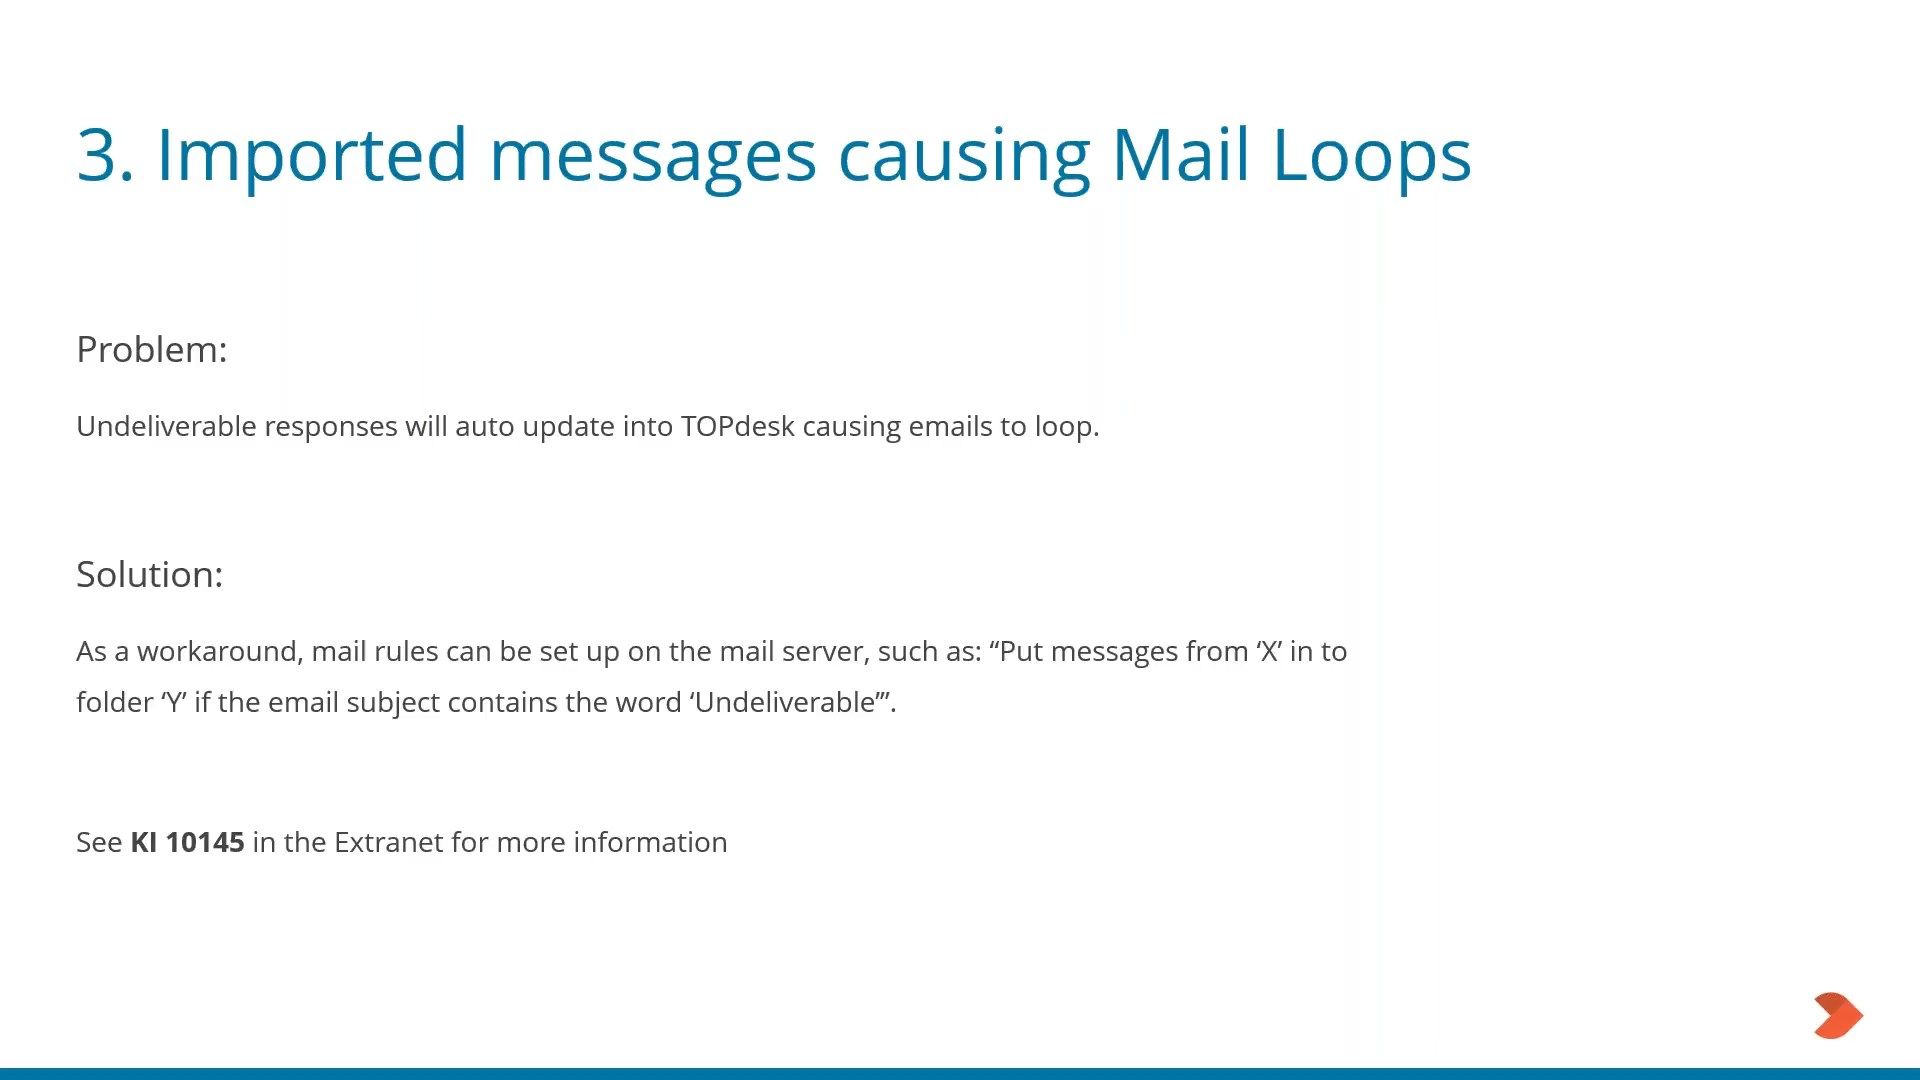 3. Imported messages causing Mail Loops
Problem:
Undeliverable responses will auto update into TOPdesk causing emails to loop.
Solution:
As a workaround, mail rules can be set up on the mail server, such as: “Put messages from ‘X’ in to
folder ‘Y’ if the email subject contains the word ‘Undeliverable’”.
See KI 10145 in the Extranet for more information